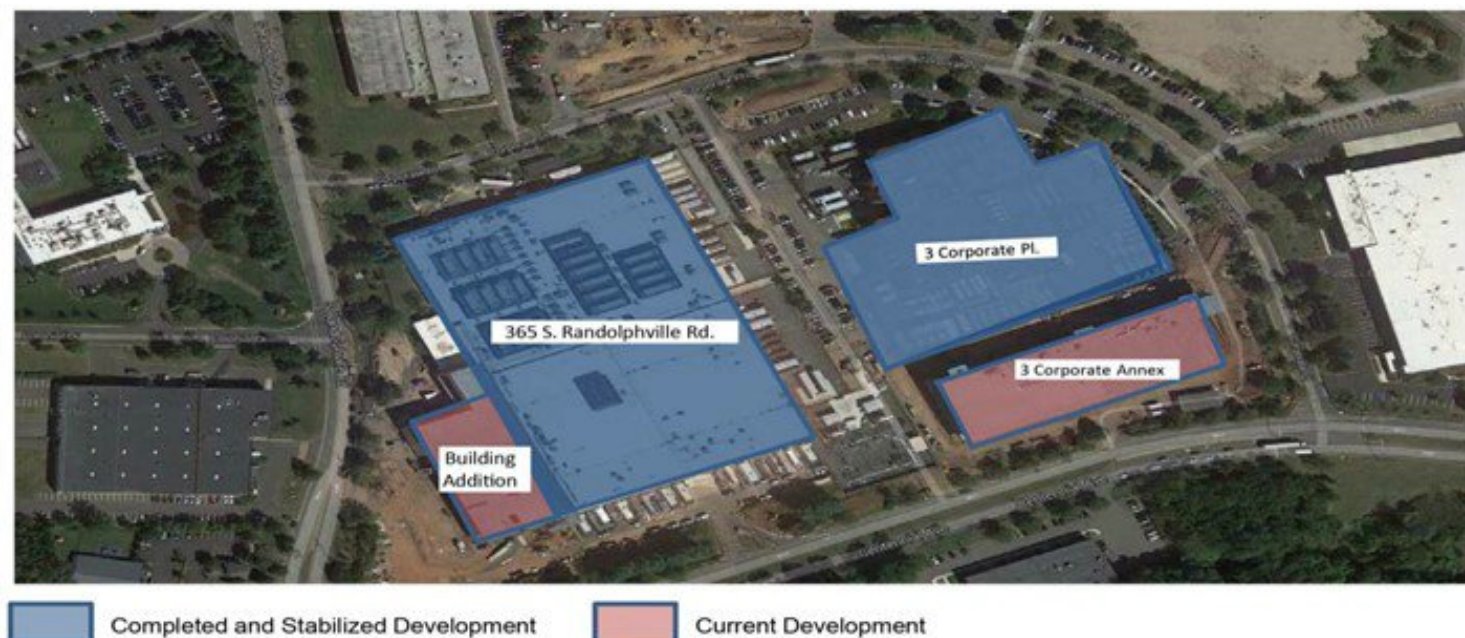 3 Corporate Pl.
365 S. Randolphville Rd.
3 Corporate Annex
Building
Addition
Completed and Stabilized Development
Current Development